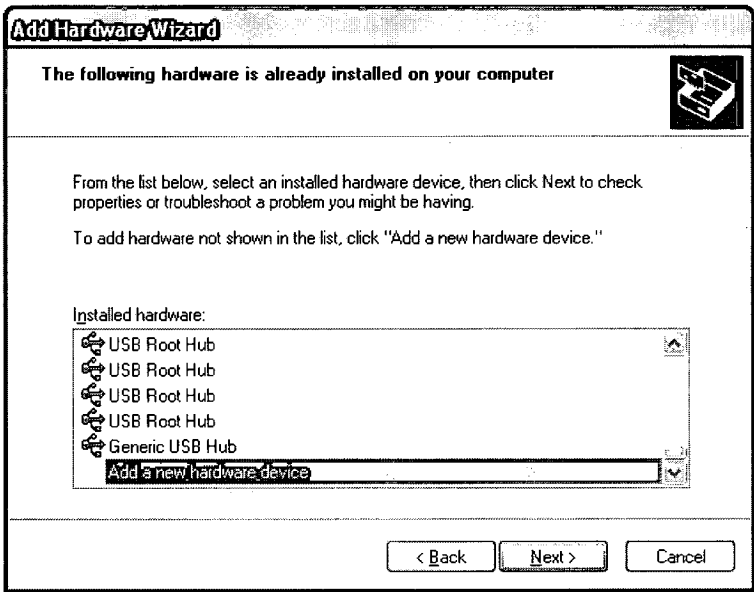 Add Hardware Wizard
The following hardware is already installed on your computer
From the list below, select an installed hardware device, then click Next to check
properties or troubleshoot a problem you might be having.
To add hardware not shown in the list, click "Add a new hardware device."
Installed hardware:
USB Root Hub
USB Root Hub
USB Root Hub
USB Root Hub
Generic USB Hub
Add a new hardware device
< Back
Next >
Cancel